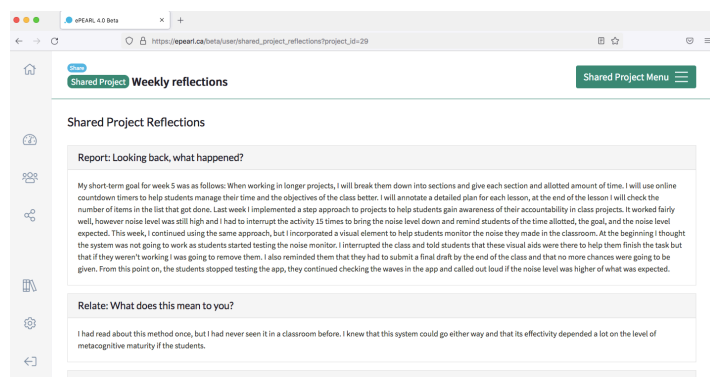 ePEARL 4.0 Beta
https://epearl.ca/beta/user/shared_project_reflections?project_id=29
Share
Shared Project Weekly reflections
Shared Project Menu
Shared Project Reflections
Report: Looking back, what happened?
My short-term goal for week 5 was as follows: When working in longer projects, I will break them down into sections and give each section and allotted amount of time. I will use online
countdown timers to help students manage their time and the objectives of the class better. I will annotate a detailed plan for each lesson, at the end of the lesson I will check the
number of items in the list that got done. Last week I implemented a step approach to projects to help students gain awareness of their accountability in class projects. It worked fairly
well, however noise level was still high and I had to interrupt the activity 15 times to bring the noise level down and remind students of the time allotted, the goal, and the noise level
expected. This week, I continued using the same approach, but I incorporated a visual element to help students monitor the noise they made in the classroom. At the beginning I thought
the system was not going to work as students started testing the noise monitor. I interrupted the class and told students that these visual aids were there to help them finish the task but
that if they weren't working I was going to remove them. I also reminded them that they had to submit a final draft by the end of the class and that no more chances were going to be
given. From this point on, the students stopped testing the app, they continued checking the waves in the app and called out loud if the noise level was higher of what was expected.
Relate: What does this mean to you?
I had read about this method once, but I had never seen it in a classroom before. I knew that this system could go either way and that its effectivity depended a lot on the level of
metacognitive maturity if the students.